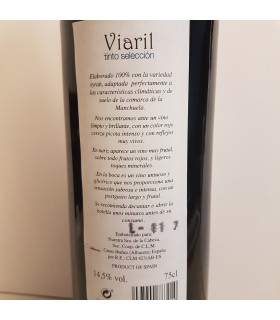 Viaril
tinto selección
Elaborado 100% con la variedad
syrah, adaptada perfectamente a
las características climáticas y de
suelo de la comarca de la
Manchuela.
Nos encontramos ante un vino
limpio y brillante, con un color rojo
cereza picota intenso y con reflejos
muy vivos.
En nariz aparece un vino muy frutal,
sobre todo frutos rojos, y ligeros
toques minerales.
En la boca es un vino untuoso y
glicérico que nos proporciona una
sensación sabrosa e intensa, con un
postgusto largo y frutal.
Se recomienda decantar o abrir la
botella unos minutos antes de su
consumo.
L- 01 7
Embotellado por:
Nuestra Sra. de la Cabeza,
Soc. Coop. de C.L.M.
Casas Ibáñez (Albacete) España
PRODUCT OF SPAIN
14,5% vol.
75cl